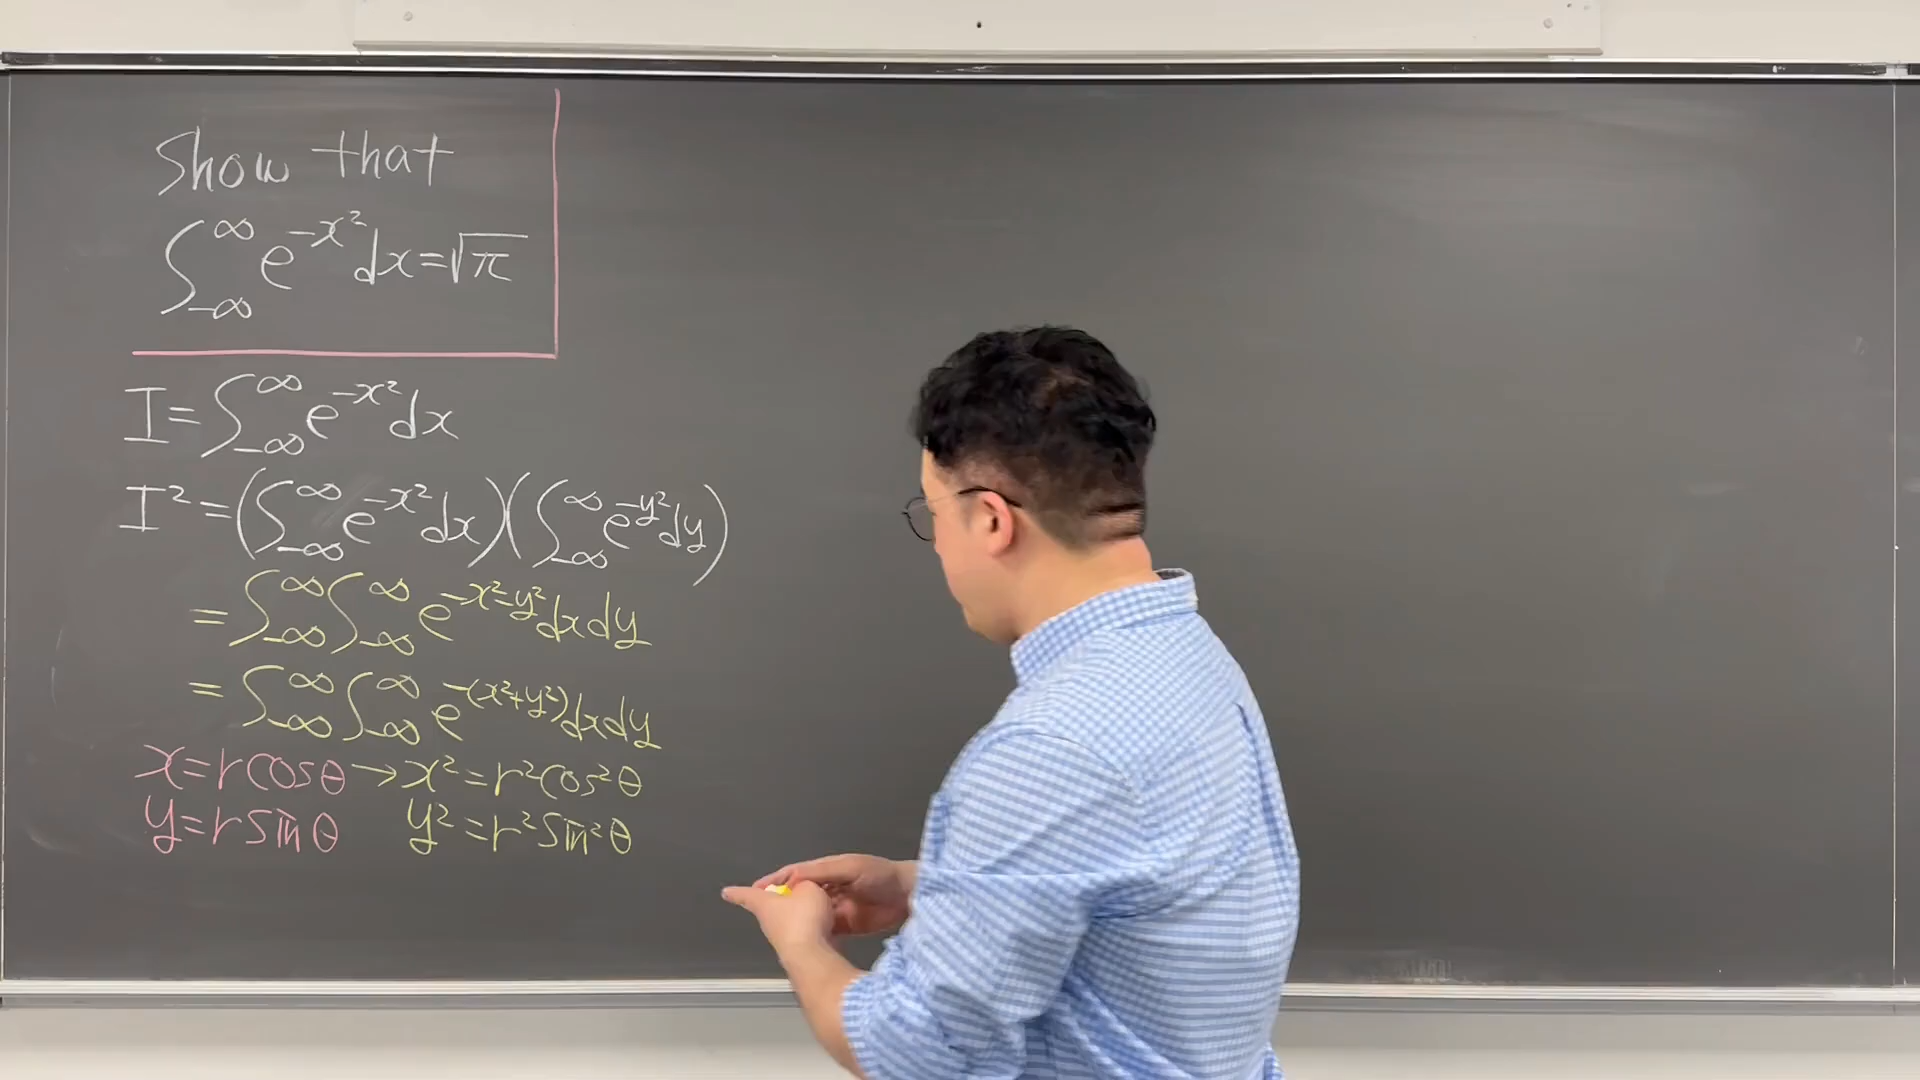 Show that
∫_{-∞}^{∞} e^{-x²} dx = √π
I = ∫_{-∞}^{∞} e^{-x²} dx
I² = (∫_{-∞}^{∞} e^{-x²} dx)(∫_{-∞}^{∞} e^{-y²} dy)
= ∫_{-∞}^{∞} ∫_{-∞}^{∞} e^{-x²-y²} dx dy
= ∫_{-∞}^{∞} ∫_{-∞}^{∞} e^{-(x²+y²)} dx dy
x = r cos θ → x² = r² cos² θ
y = r sin θ y² = r² sin² θ